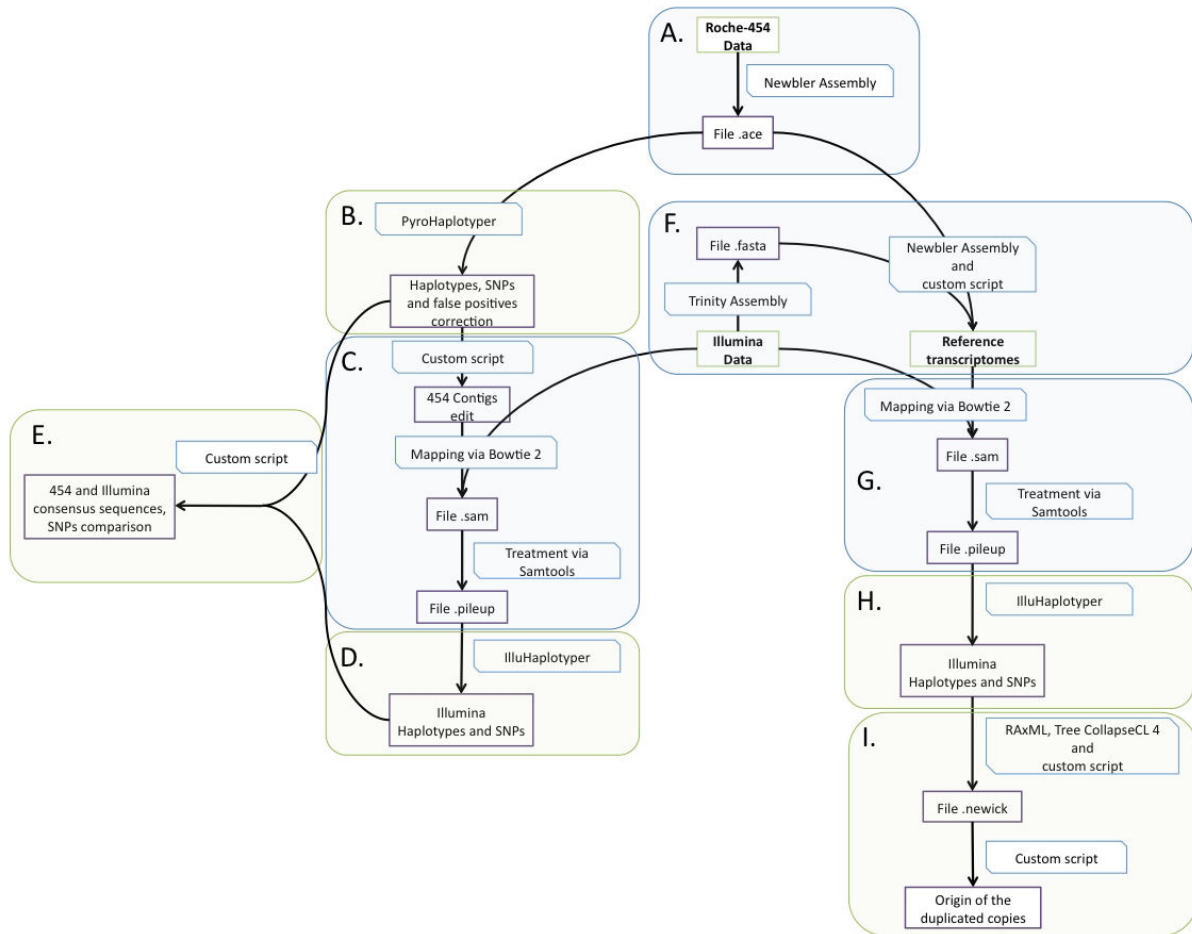 A.
Roche-454
Data
Newbler Assembly
File .ace
B.
PyroHaplotyper
Haplotypes, SNPs
and false positives
correction
C.
Custom script
454 Contigs
edit
Mapping via Bowtie 2
File .sam
Treatment via
Samtools
File .pileup
D.
IlluHaplotyper
Illumina
Haplotypes and SNPs
E.
Custom script
454 and Illumina
consensus sequences,
SNPs comparison
F.
File .fasta
Trinity Assembly
Illumina
Data
Newbler Assembly
and
custom script
Reference
transcriptomes
Mapping via Bowtie 2
File .sam
G.
Treatment via
Samtools
File .pileup
H.
IlluHaplotyper
Illumina
Haplotypes and SNPs
I.
RAxML, Tree CollapseCL 4
and
custom script
File .newick
Custom script
Origin of the
duplicated copies